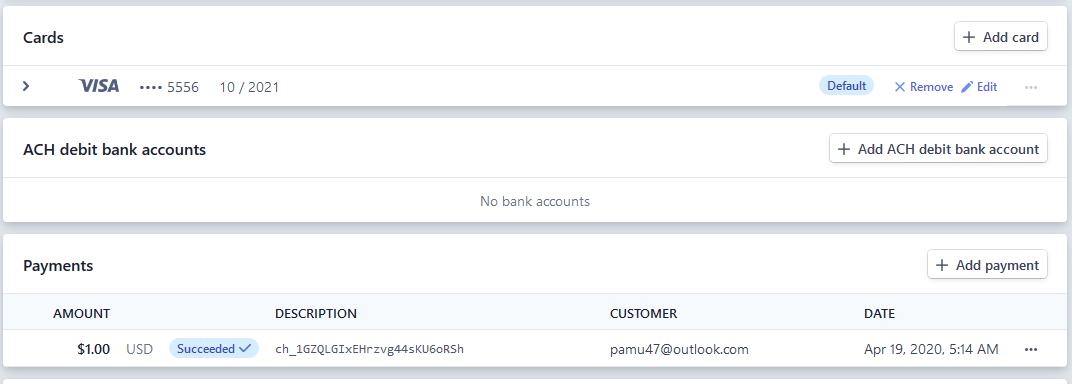 Cards
+ Add card
VISA •••• 5556 10 / 2021 Default × Remove Edit ···
ACH debit bank accounts
+ Add ACH debit bank account
No bank accounts
Payments
+ Add payment
AMOUNT DESCRIPTION CUSTOMER DATE
$1.00 USD Succeeded ✓ ch_1GZQLGIxEHrzvg44sKU6oRSh pamu47@outlook.com Apr 19, 2020, 5:14 AM ···